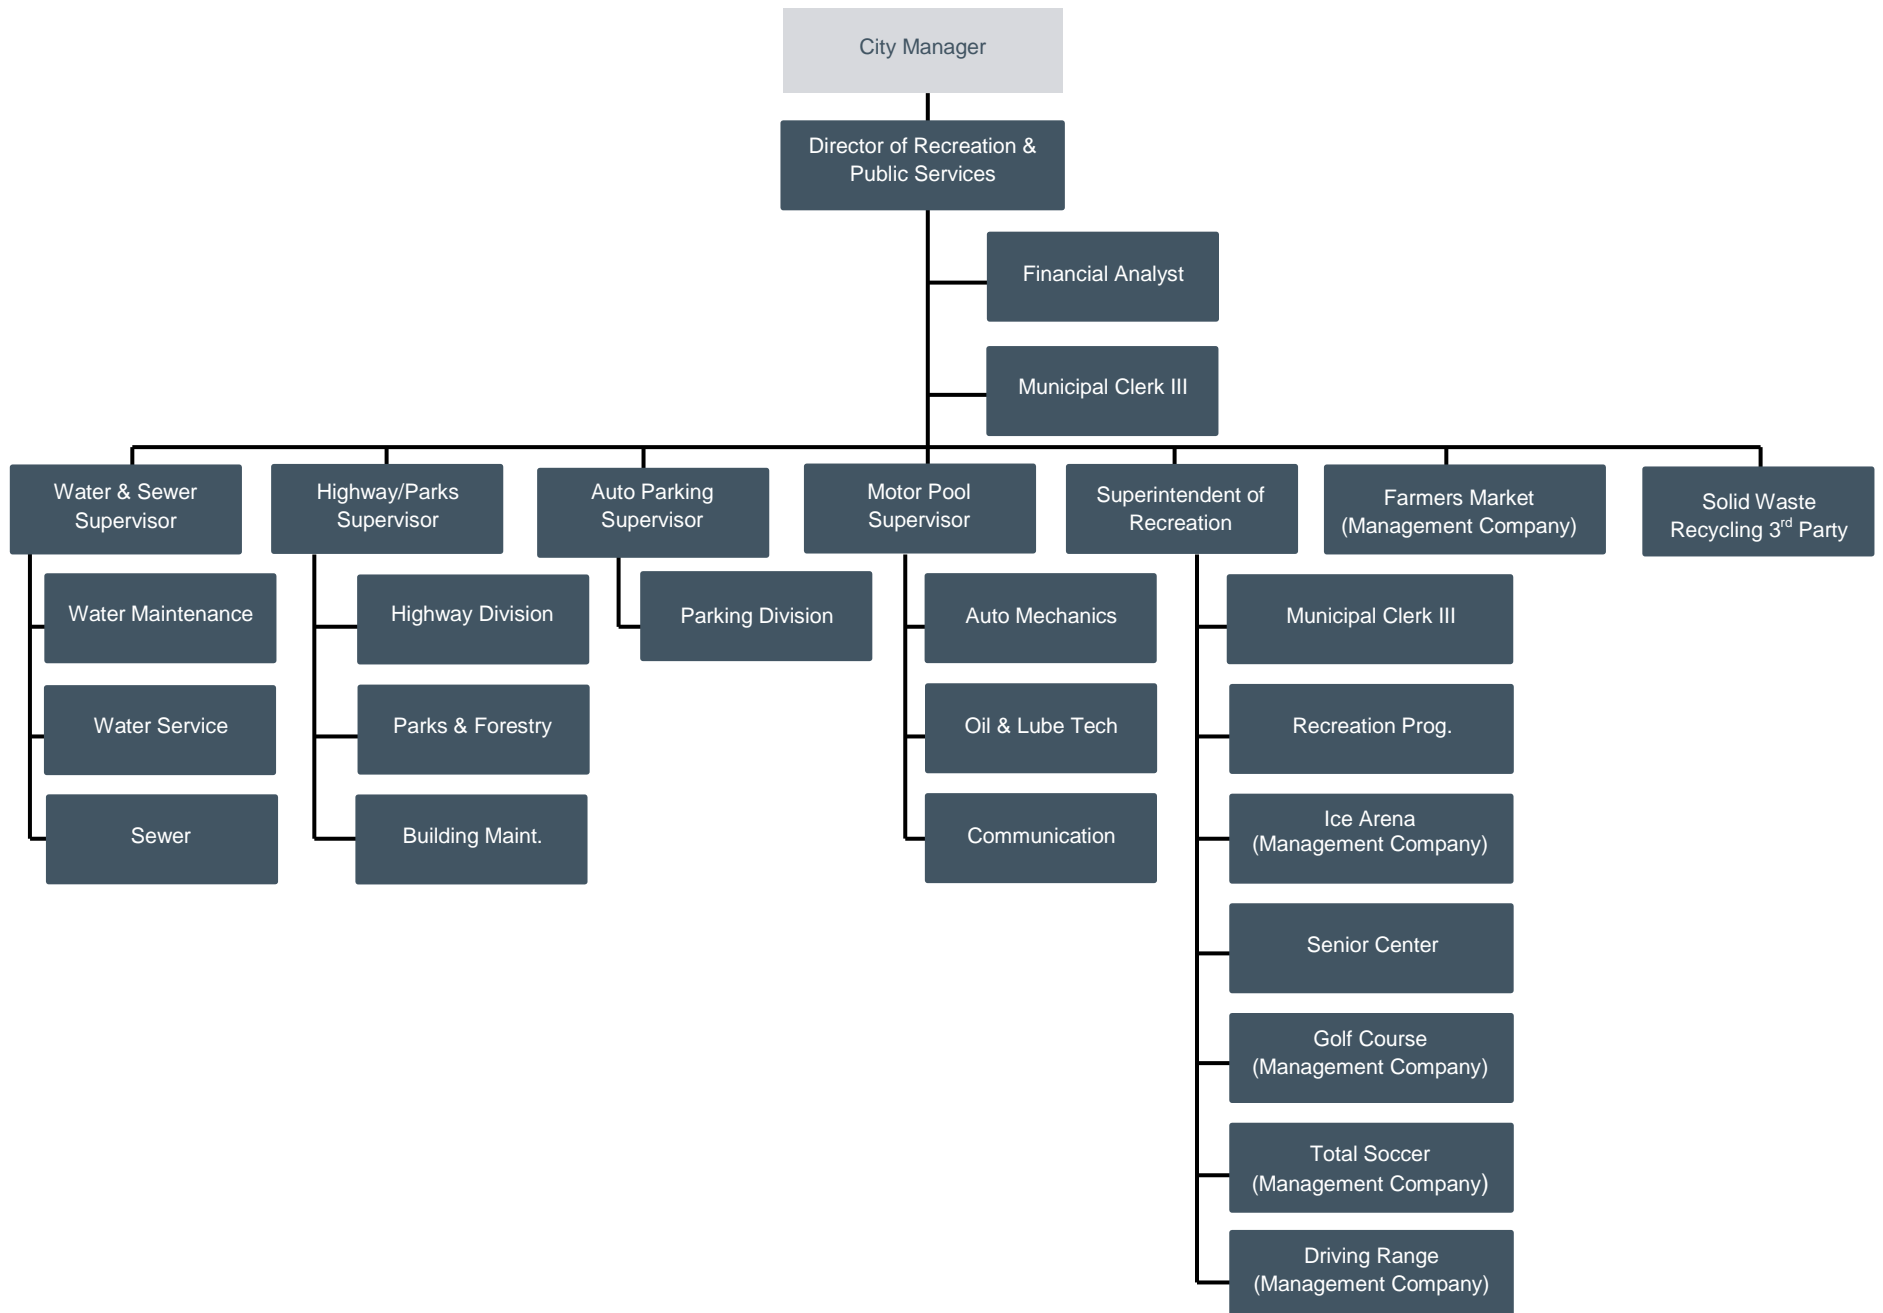 City Manager
Director of Recreation &
Public Services
Financial Analyst
Municipal Clerk III
Water & Sewer
Supervisor
Highway/Parks
Supervisor
Auto Parking
Supervisor
Motor Pool
Supervisor
Superintendent of
Recreation
Farmers Market
(Management Company)
Solid Waste
Recycling 3rd Party
Water Maintenance
Highway Division
Parking Division
Auto Mechanics
Municipal Clerk III
Water Service
Parks & Forestry
Oil & Lube Tech
Recreation Prog.
Sewer
Building Maint.
Communication
Ice Arena
(Management Company)
Senior Center
Golf Course
(Management Company)
Total Soccer
(Management Company)
Driving Range
(Management Company)